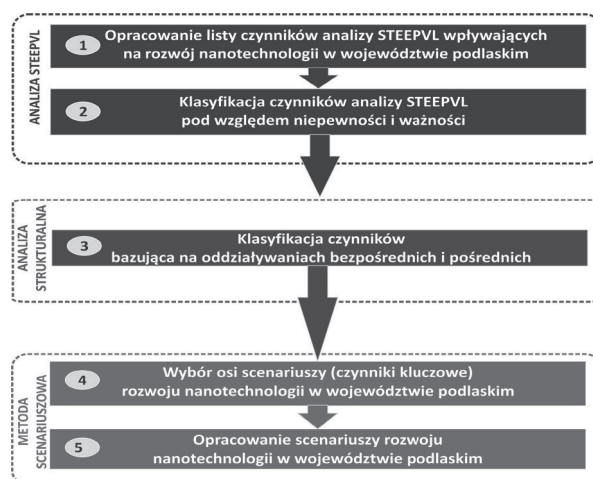 ANALIZA STEEPVL
1
Opracowanie listy czynników analizy STEEPVL wpływających
na rozwój nanotechnologii w województwie podlaskim
2
Klasyfikacja czynników analizy STEEPVL
pod względem niepewności i ważności
ANALIZA
STRUKTURALNA
3
Klasyfikacja czynników
bazująca na oddziaływaniach bezpośrednich i pośrednich
METODA
SCENARIUSZOWA
4
Wybór osi scenariuszy (czynniki kluczowe)
rozwoju nanotechnologii w województwie podlaskim
5
Opracowanie scenariuszy rozwoju
nanotechnologii w województwie podlaskim